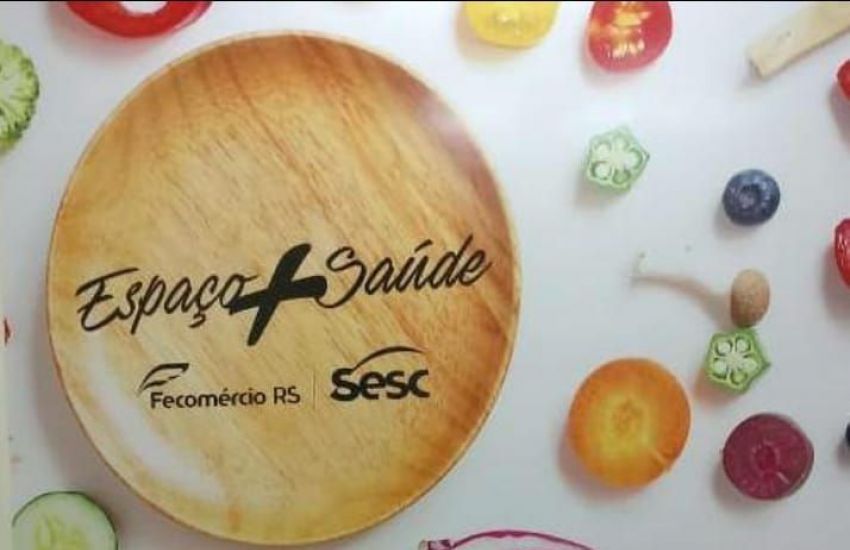 Espaço + Saúde
Fecomércio RS | Sesc